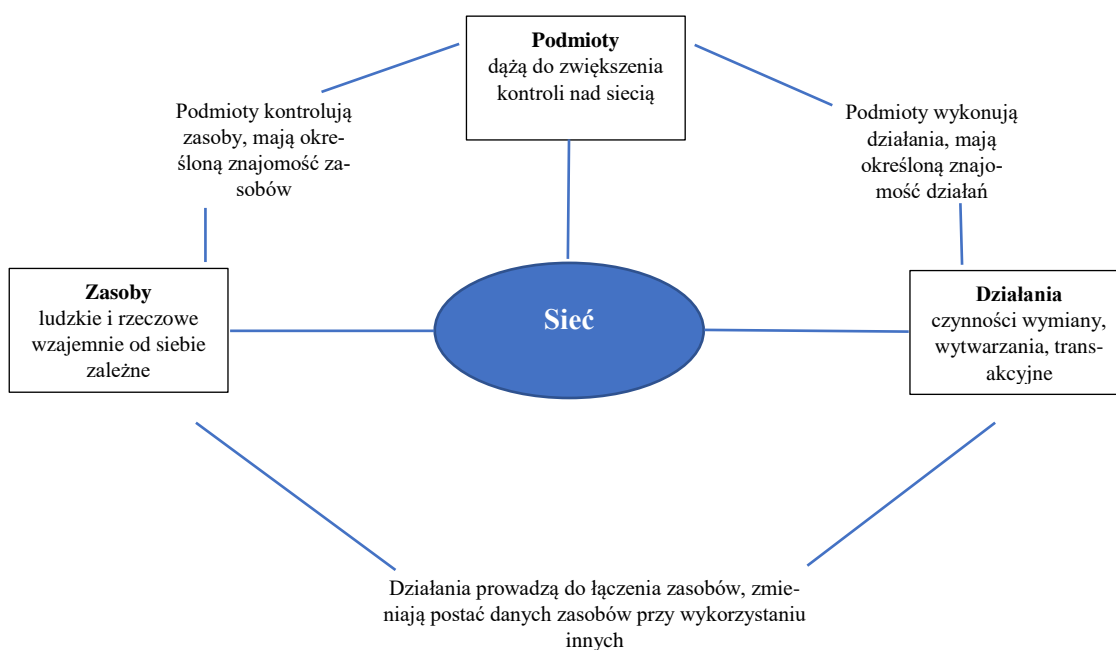 Podmioty
dążą do zwiększenia
kontroli nad siecią
Podmioty kontrolują
zasoby, mają okre-
śloną znajomość za-
sobów
Podmioty wykonują
działania, mają
określoną znajo-
mość działań
Zasoby
ludzkie i rzeczowe
wzajemnie od siebie
zależne
Sieć
Działania
czynności wymiany,
wytwarzania, trans-
akcyjne
Działania prowadzą do łączenia zasobów, zmie-
niają postać danych zasobów przy wykorzystaniu
innych